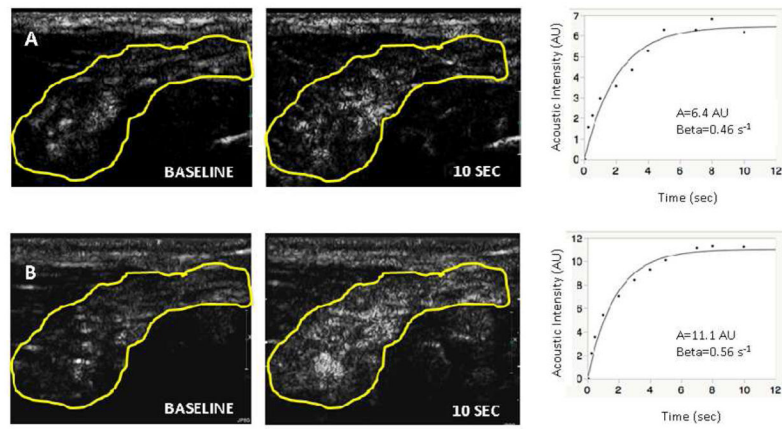 A
BASELINE
10 SEC
Acoustic Intensity (AU)
7
6
5
4
3
2
1
0
A=6.4 AU
Beta=0.46 s⁻¹
0 2 4 6 8 10 12
Time (sec)
B
BASELINE
10 SEC
Acoustic Intensity (AU)
12
10
8
6
4
2
0
A=11.1 AU
Beta=0.56 s⁻¹
0 2 4 6 8 10 12
Time (sec)